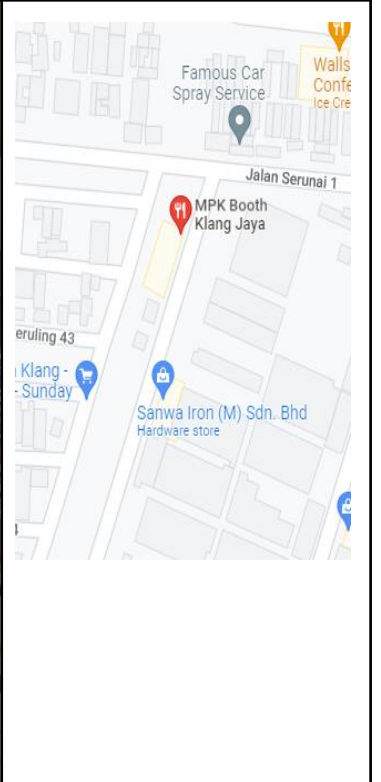 Walls
Confe
Ice Cre
Famous Car
Spray Service
Jalan Serunai 1
MPK Booth
Klang Jaya
eruling 43
Klang -
- Sunday
Sanwa Iron (M) Sdn. Bhd
Hardware store